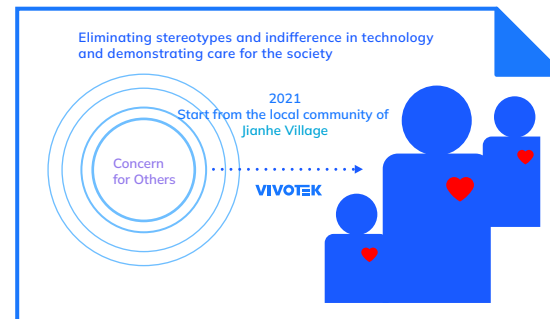 Eliminating stereotypes and indifference in technology
and demonstrating care for the society
2021
Start from the local community of
Jianhe Village
Concern
for Others
VIVOTEK